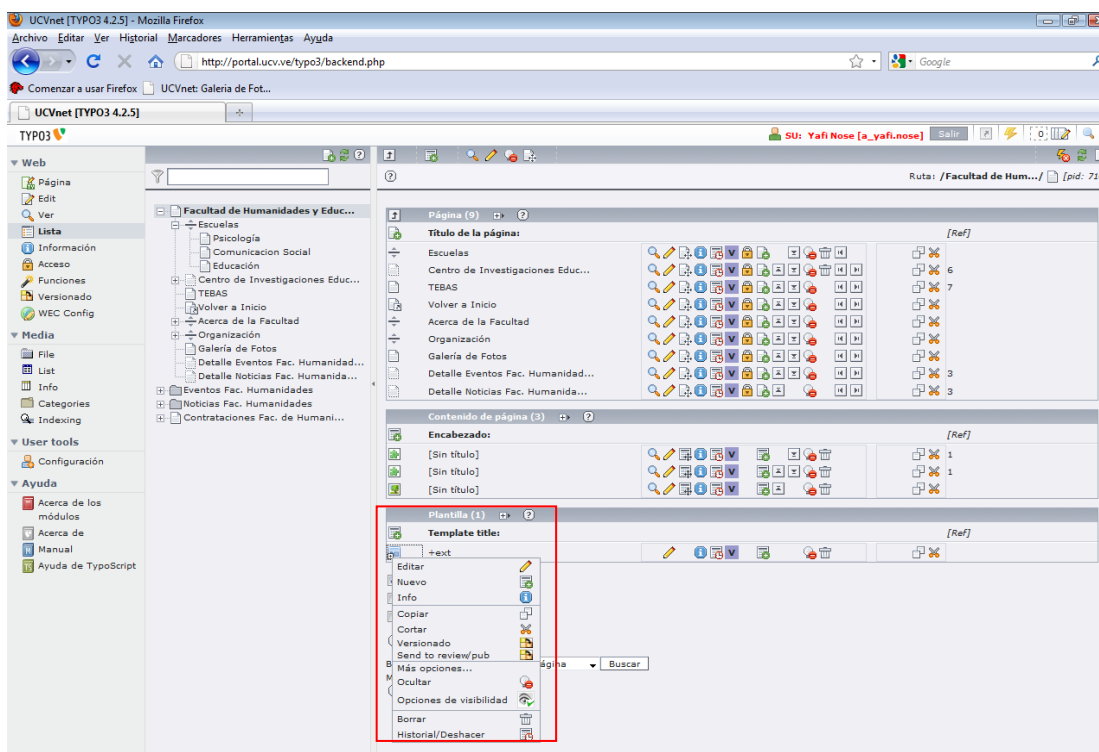 UCVnet [TYPO3 4.2.5] - Mozilla Firefox
Archivo Editar Ver Historial Marcadores Herramientas Ayuda
http://portal.ucv.ve/typo3/backend.php
Google
Comenzar a usar Firefox UCVnet: Galeria de Fot...
UCVnet [TYPO3 4.2.5]
TYPO3
SU: Yafi Nose [a_yafi.nose] Salir 0
Web
Página
Edit
Ver
Lista
Información
Acceso
Funciones
Versionado
WEC Config
Media
File
List
Info
Categories
Indexing
User tools
Configuración
Ayuda
Acerca de los
módulos
Acerca de
Manual
Ayuda de TypoScript
Facultad de Humanidades y Educ...
Escuelas
Psicología
Comunicacion Social
Educación
Centro de Investigaciones Educ...
TEBAS
Volver a Inicio
Acerca de la Facultad
Organización
Galería de Fotos
Detalle Eventos Fac. Humanidad...
Detalle Noticias Fac. Humanida...
Eventos Fac. Humanidades
Noticias Fac. Humanidades
Contrataciones Fac. de Humani...
Ruta: /Facultad de Hum.../ [pid: 71
Página (9)
Título de la página: [Ref]
Escuelas
Centro de Investigaciones Educ... 6
TEBAS 7
Volver a Inicio
Acerca de la Facultad
Organización
Galería de Fotos
Detalle Eventos Fac. Humanidad... 3
Detalle Noticias Fac. Humanida... 3
Contenido de página (3)
Encabezado: [Ref]
[Sin título] 1
[Sin título] 1
[Sin título]
Plantilla (1)
Template title: [Ref]
+ext
Editar
Nuevo
Info
Copiar
Cortar
Versionado
Send to review/pub
Más opciones...
Ocultar
Opciones de visibilidad
Borrar
Historial/Deshacer
ágina Buscar